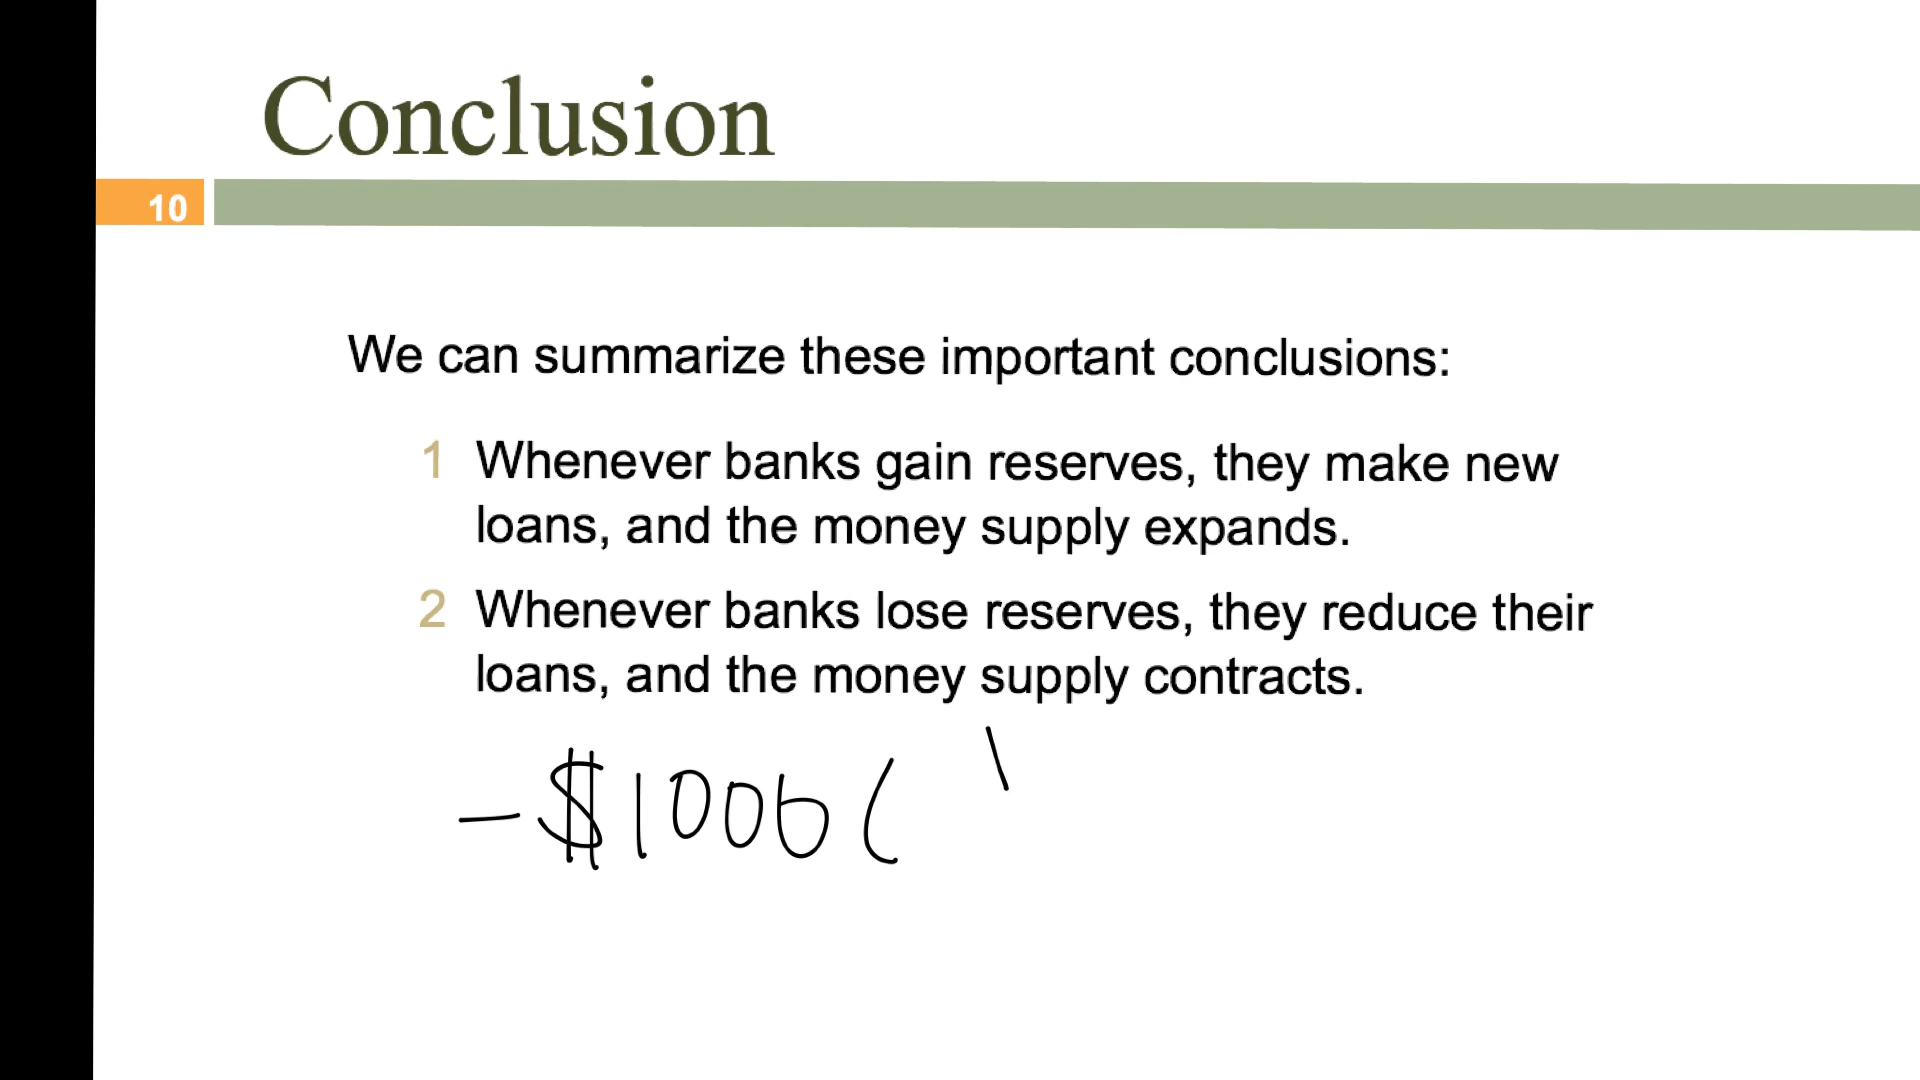 Conclusion
10
We can summarize these important conclusions:
1 Whenever banks gain reserves, they make new
loans, and the money supply expands.
2 Whenever banks lose reserves, they reduce their
loans, and the money supply contracts.
-$1000 (